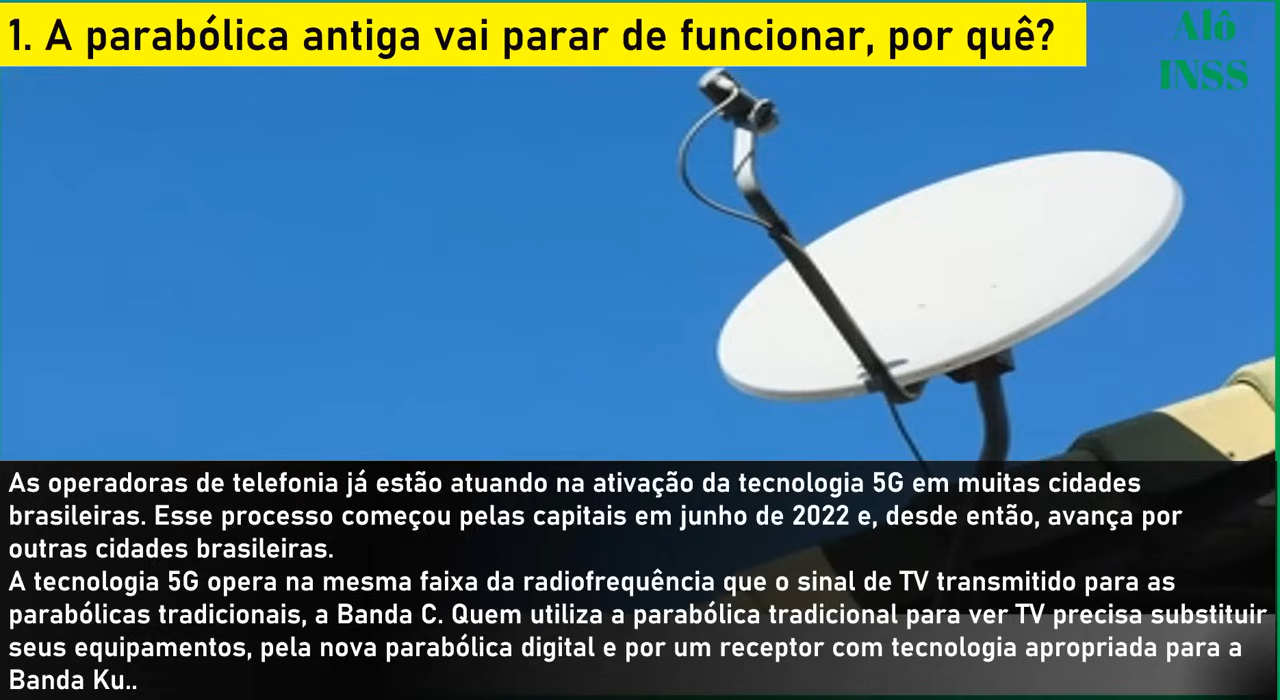 1. A parabólica antiga vai parar de funcionar, por quê?
Alô
INSS
As operadoras de telefonia já estão atuando na ativação da tecnologia 5G em muitas cidades
brasileiras. Esse processo começou pelas capitais em junho de 2022 e, desde então, avança por
outras cidades brasileiras.
A tecnologia 5G opera na mesma faixa da radiofrequência que o sinal de TV transmitido para as
parabólicas tradicionais, a Banda C. Quem utiliza a parabólica tradicional para ver TV precisa substituir
seus equipamentos, pela nova parabólica digital e por um receptor com tecnologia apropriada para a
Banda Ku..